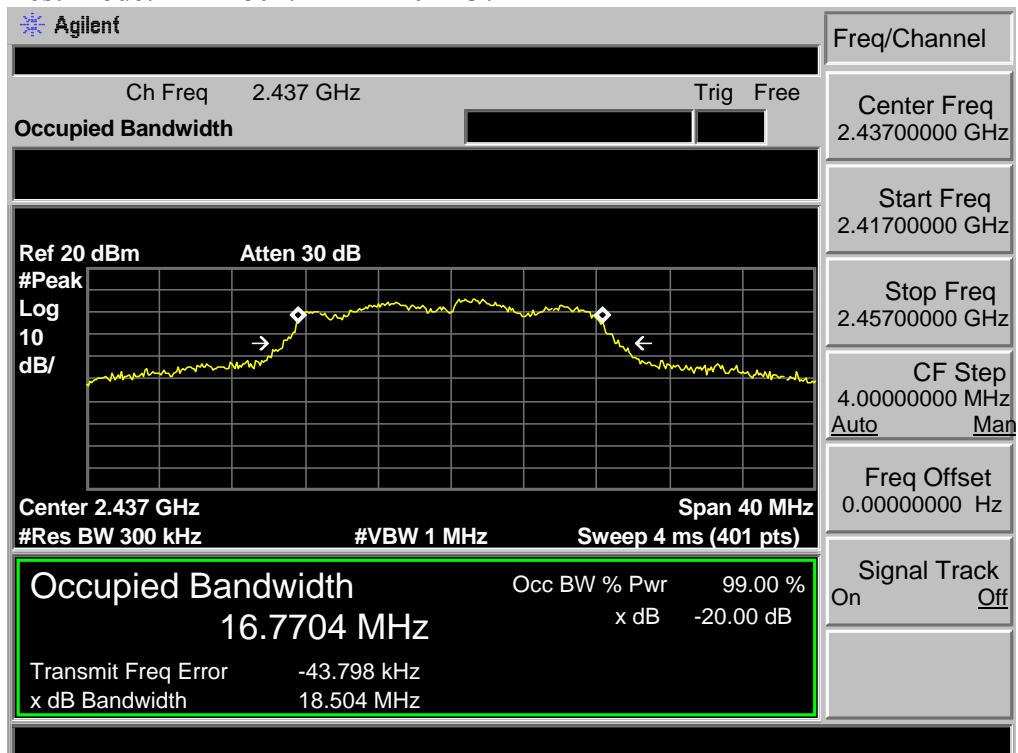 Agilent
Freq/Channel
Ch Freq 2.437 GHz Trig Free
Occupied Bandwidth
Center Freq
2.43700000 GHz
Start Freq
2.41700000 GHz
Ref 20 dBm Atten 30 dB
#Peak
Log
10
dB/
Stop Freq
2.45700000 GHz
CF Step
4.00000000 MHz
Auto Man
Center 2.437 GHz Span 40 MHz
#Res BW 300 kHz #VBW 1 MHz Sweep 4 ms (401 pts)
Freq Offset
0.00000000 Hz
Occupied Bandwidth Occ BW % Pwr 99.00 %
16.7704 MHz x dB -20.00 dB
Transmit Freq Error -43.798 kHz
x dB Bandwidth 18.504 MHz
Signal Track
On Off